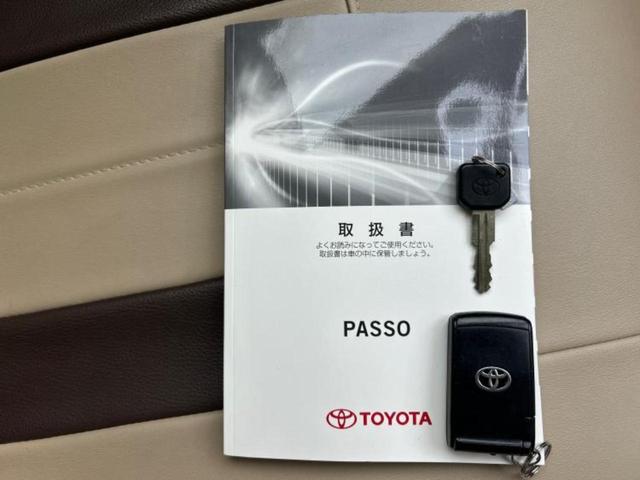 取扱書
よくお読みになってご使用ください。
取扱書は車の中に保管しましょう。
PASSO
TOYOTA